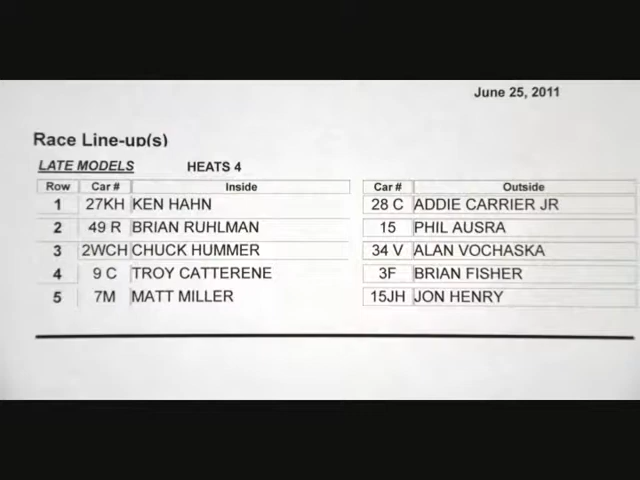 June 25, 2011
Race Line-up(s)
LATE MODELS HEATS 4
Row Car # Inside Car # Outside
1 27KH KEN HAHN 28 C ADDIE CARRIER JR
2 49 R BRIAN RUHLMAN 15 PHIL AUSRA
3 2WCH CHUCK HUMMER 34 V ALAN VOCHASKA
4 9 C TROY CATTERENE 3F BRIAN FISHER
5 7M MATT MILLER 15JH JON HENRY